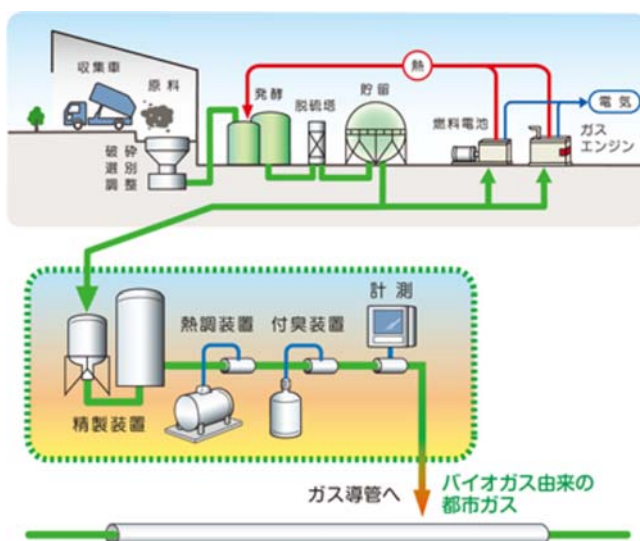 収集車
原料
破砕
選別
調整
発酵
脱硫塔
貯留
熱
燃料電池
電気
ガス
エンジン
精製装置
熱調装置
付臭装置
計測
ガス導管へ
バイオガス由来の
都市ガス